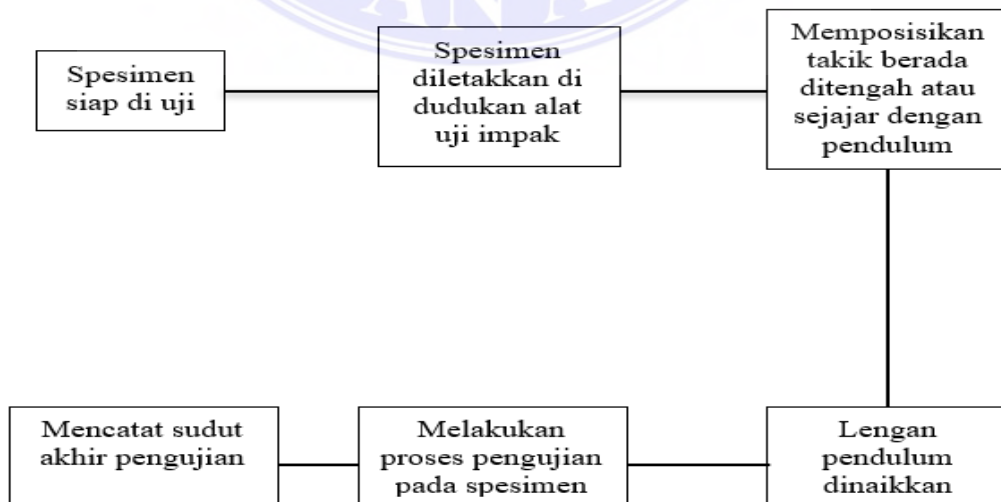 Spesimen
siap di uji
Spesimen
diletakkan di
dudukan alat
uji impak
Memposisikan
takik berada
ditengah atau
sejajar dengan
pendulum
Lengan
pendulum
dinaikkan
Melakukan
proses pengujian
pada spesimen
Mencatat sudut
akhir pengujian